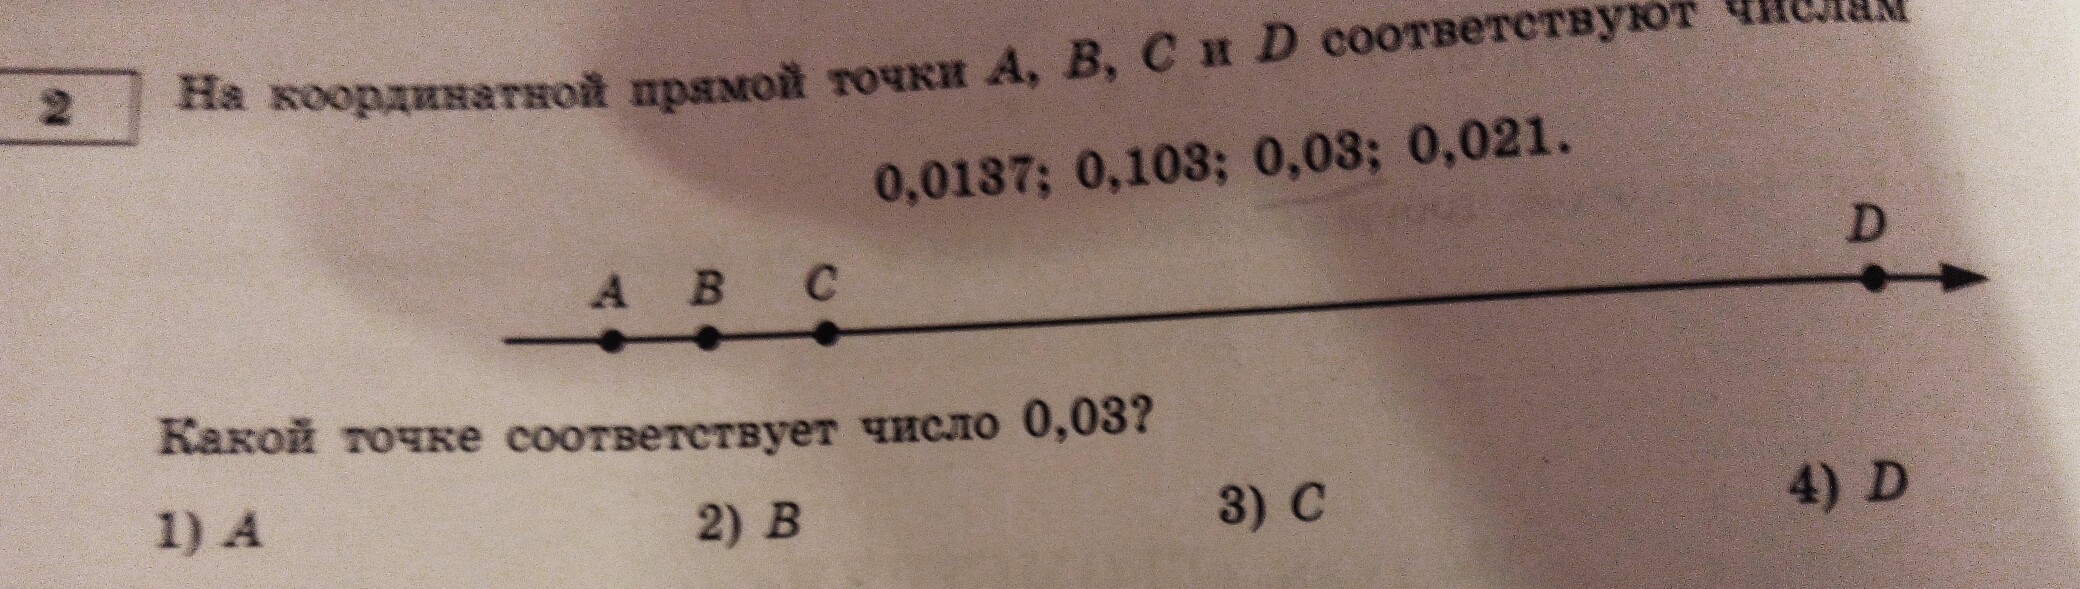 2
На координатной прямой точки A, B, C и D соответствуют числам
0,0137; 0,103; 0,03; 0,021.
A B C D
Какой точке соответствует число 0,03?
1) A 2) B 3) C 4) D